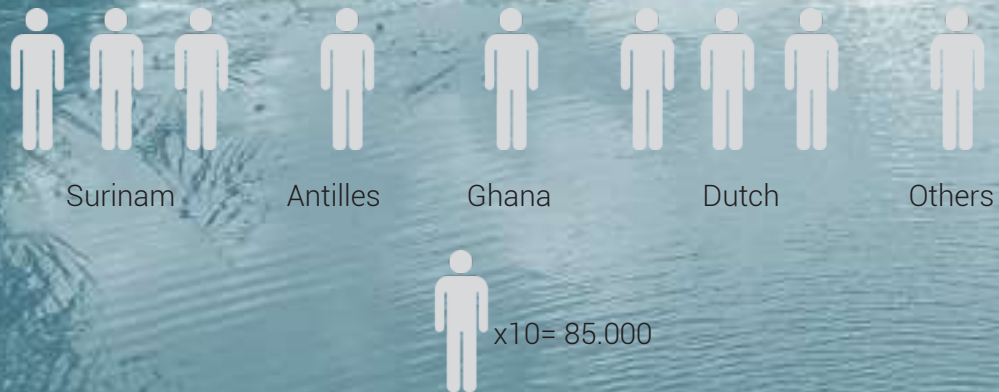 Surinam Antilles Ghana Dutch Others
x10= 85.000